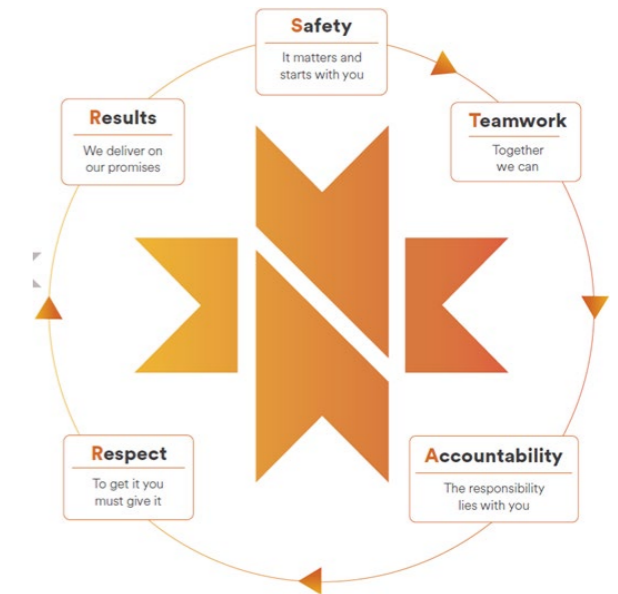 Safety
It matters and
starts with you
Teamwork
Together
we can
Accountability
The responsibility
lies with you
Respect
To get it you
must give it
Results
We deliver on
our promises